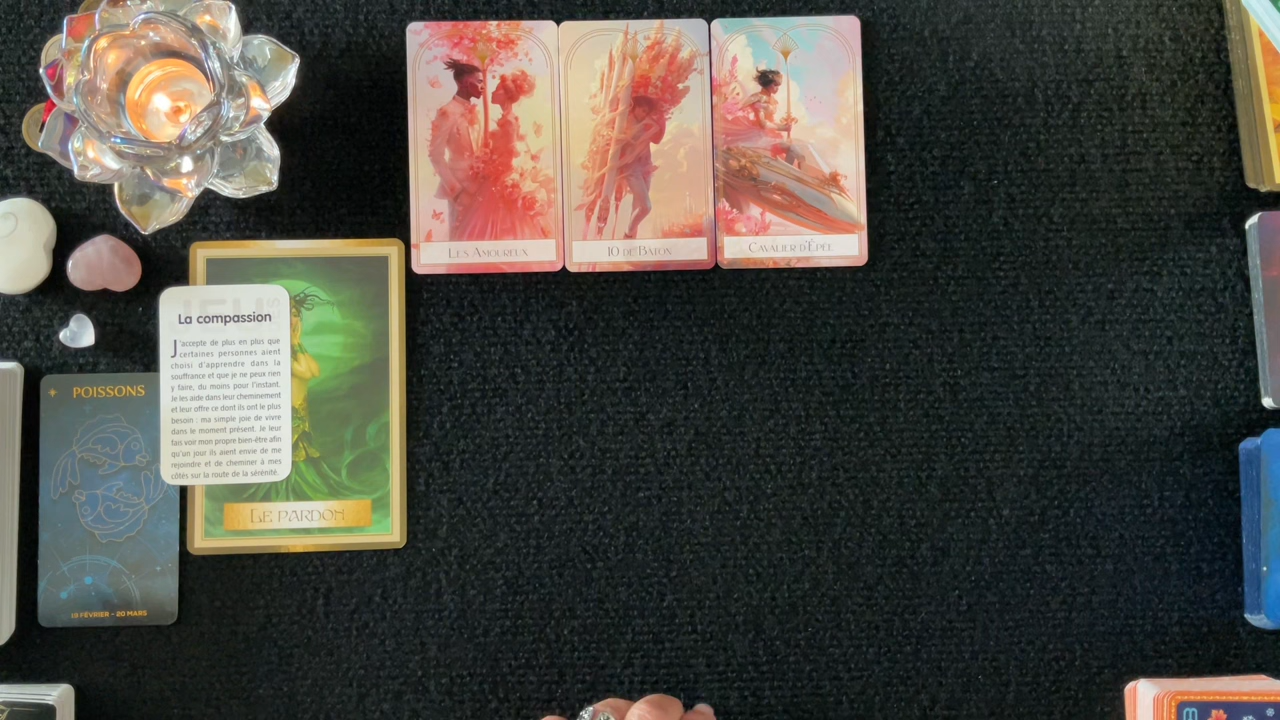 LES AMOUREUX
10 DE BÂTON
CAVALIER D'ÉPÉE
La compassion
J'accepte de plus en plus que
certaines personnes aient
choisi d'apprendre dans la
souffrance et que je ne peux rien
y faire, du moins pour l'instant.
Je les aide dans leur cheminement
et leur offre ce dont ils ont le plus
besoin : ma simple joie de vivre
dans le moment présent. Je leur
fais voir mon propre bien-être afin
qu'un jour ils aient envie de me
rejoindre et de cheminer à mes
côtés sur la route de la sérénité.
POISSONS
19 FÉVRIER - 20 MARS
LE PARDON